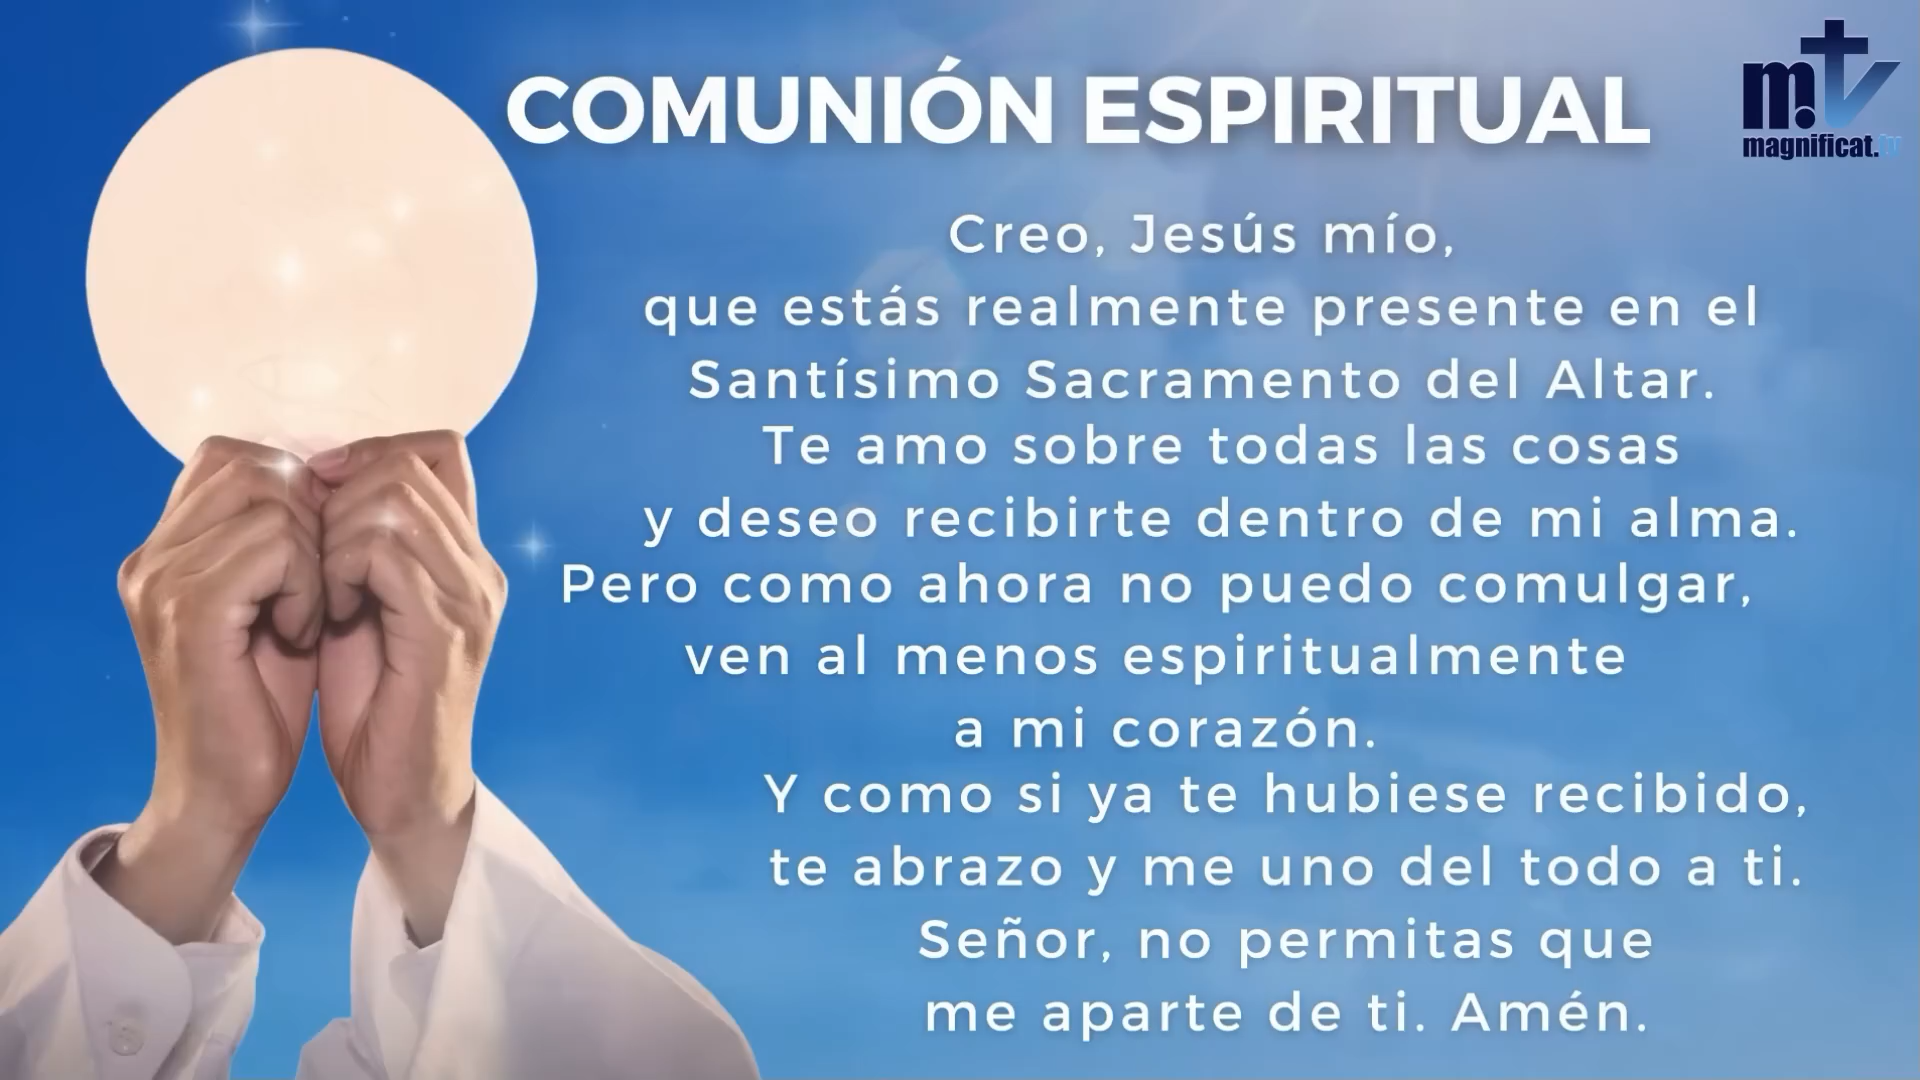 COMUNIÓN ESPIRITUAL
mtv
magnificat.tv
Creo, Jesús mío,
que estás realmente presente en el
Santísimo Sacramento del Altar.
Te amo sobre todas las cosas
y deseo recibirte dentro de mi alma.
Pero como ahora no puedo comulgar,
ven al menos espiritualmente
a mi corazón.
Y como si ya te hubiese recibido,
te abrazo y me uno del todo a ti.
Señor, no permitas que
me aparte de ti. Amén.